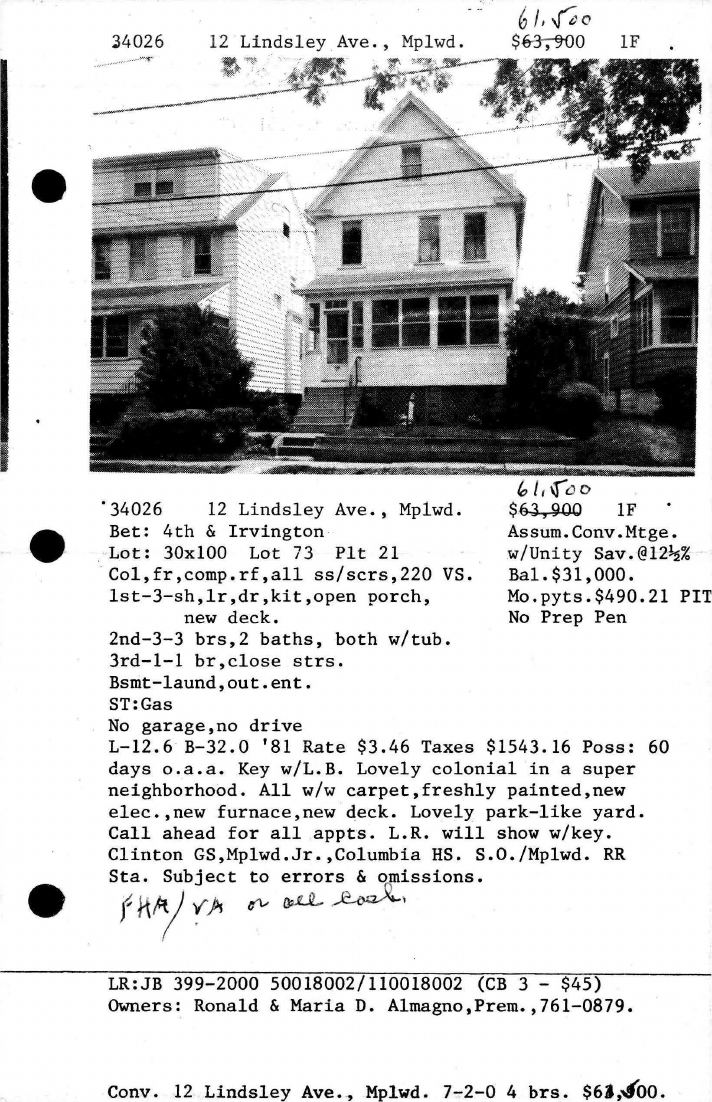 61,500
34026 12 Lindsley Ave., Mplwd. $63,900 1F .
61,500
34026 12 Lindsley Ave., Mplwd. $63,900 1F
Bet: 4th & Irvington Assum.Conv.Mtge.
Lot: 30x100 Lot 73 Plt 21 w/Unity Sav.@12½%
Col,fr,comp.rf,all ss/scrs,220 VS. Bal.$31,000.
1st-3-sh,lr,dr,kit,open porch, Mo.pyts.$490.21 PIT
new deck. No Prep Pen
2nd-3-3 brs,2 baths, both w/tub.
3rd-1-1 br,close strs.
Bsmt-laund,out.ent.
ST:Gas
No garage,no drive
L-12.6 B-32.0 '81 Rate $3.46 Taxes $1543.16 Poss: 60
days o.a.a. Key w/L.B. Lovely colonial in a super
neighborhood. All w/w carpet,freshly painted,new
elec.,new furnace,new deck. Lovely park-like yard.
Call ahead for all appts. L.R. will show w/key.
Clinton GS,Mplwd.Jr.,Columbia HS. S.O./Mplwd. RR
Sta. Subject to errors & omissions.
FHA/VA or all cash.
LR:JB 399-2000 50018002/110018002 (CB 3 - $45)
Owners: Ronald & Maria D. Almagno,Prem.,761-0879.
Conv. 12 Lindsley Ave., Mplwd. 7-2-0 4 brs. $61,500.